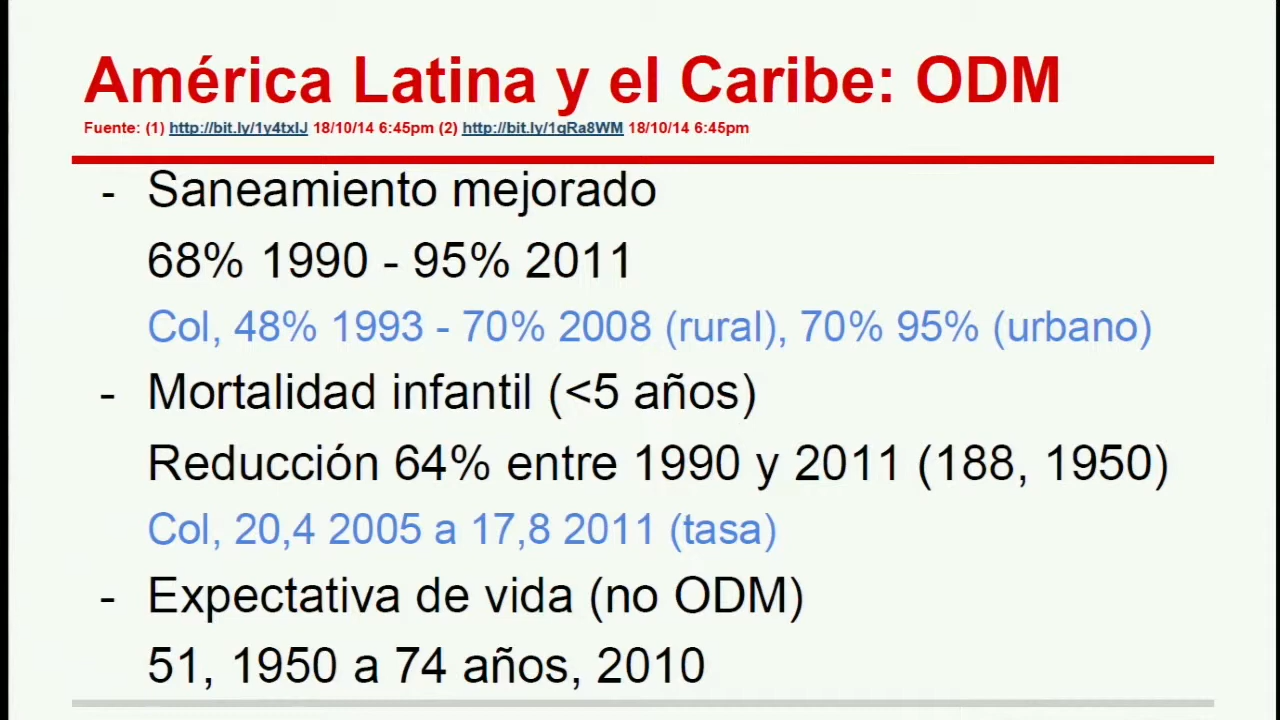 América Latina y el Caribe: ODM
Fuente: (1) http://bit.ly/1y4txlJ 18/10/14 6:45pm (2) http://bit.ly/1qRa8WM 18/10/14 6:45pm
- Saneamiento mejorado
68% 1990 - 95% 2011
Col, 48% 1993 - 70% 2008 (rural), 70% 95% (urbano)
- Mortalidad infantil (<5 años)
Reducción 64% entre 1990 y 2011 (188, 1950)
Col, 20,4 2005 a 17,8 2011 (tasa)
- Expectativa de vida (no ODM)
51, 1950 a 74 años, 2010